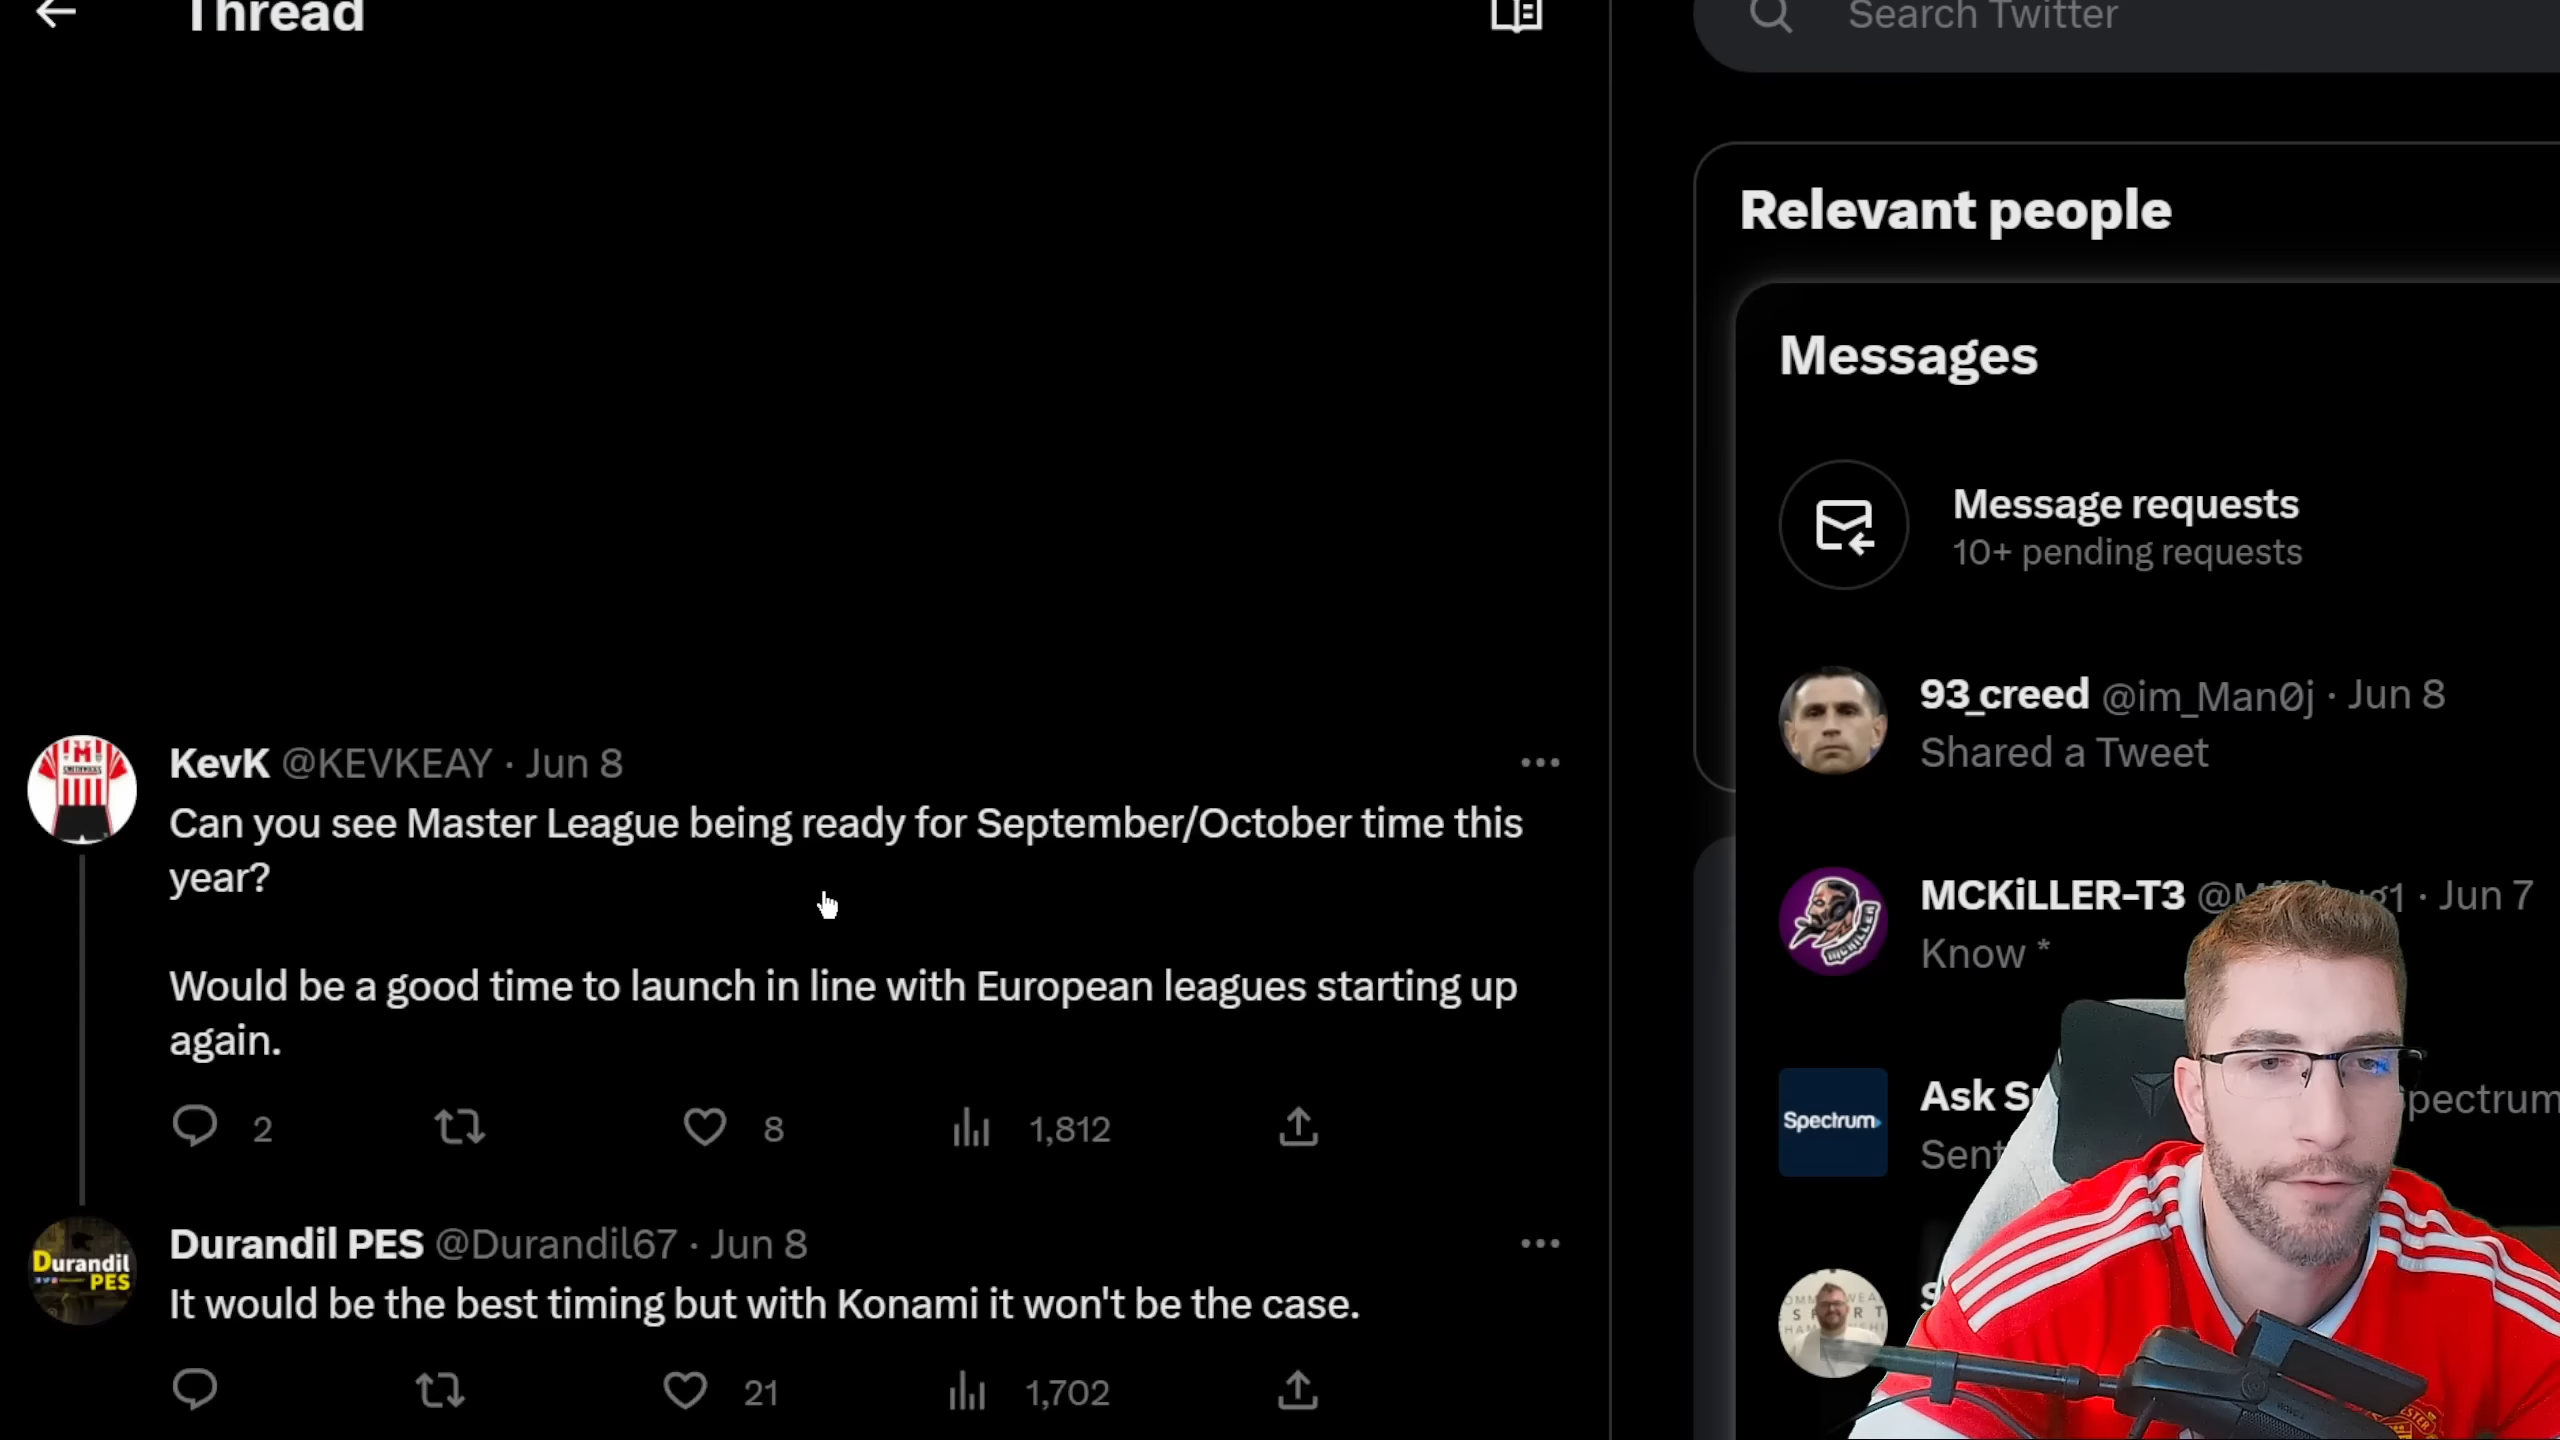 Thread
Search Twitter
Relevant people
Messages
Message requests
10+ pending requests
93_creed @im_Man0j · Jun 8
Shared a Tweet
MCKiLLER-T3 · Jun 7
Know *
Spectrum
Ask
Sent
KevK @KEVKEAY · Jun 8
Can you see Master League being ready for September/October time this
year?
Would be a good time to launch in line with European leagues starting up
again.
2 8 1,812
Durandil PES @Durandil67 · Jun 8
Durandil
PES
It would be the best timing but with Konami it won't be the case.
21 1,702